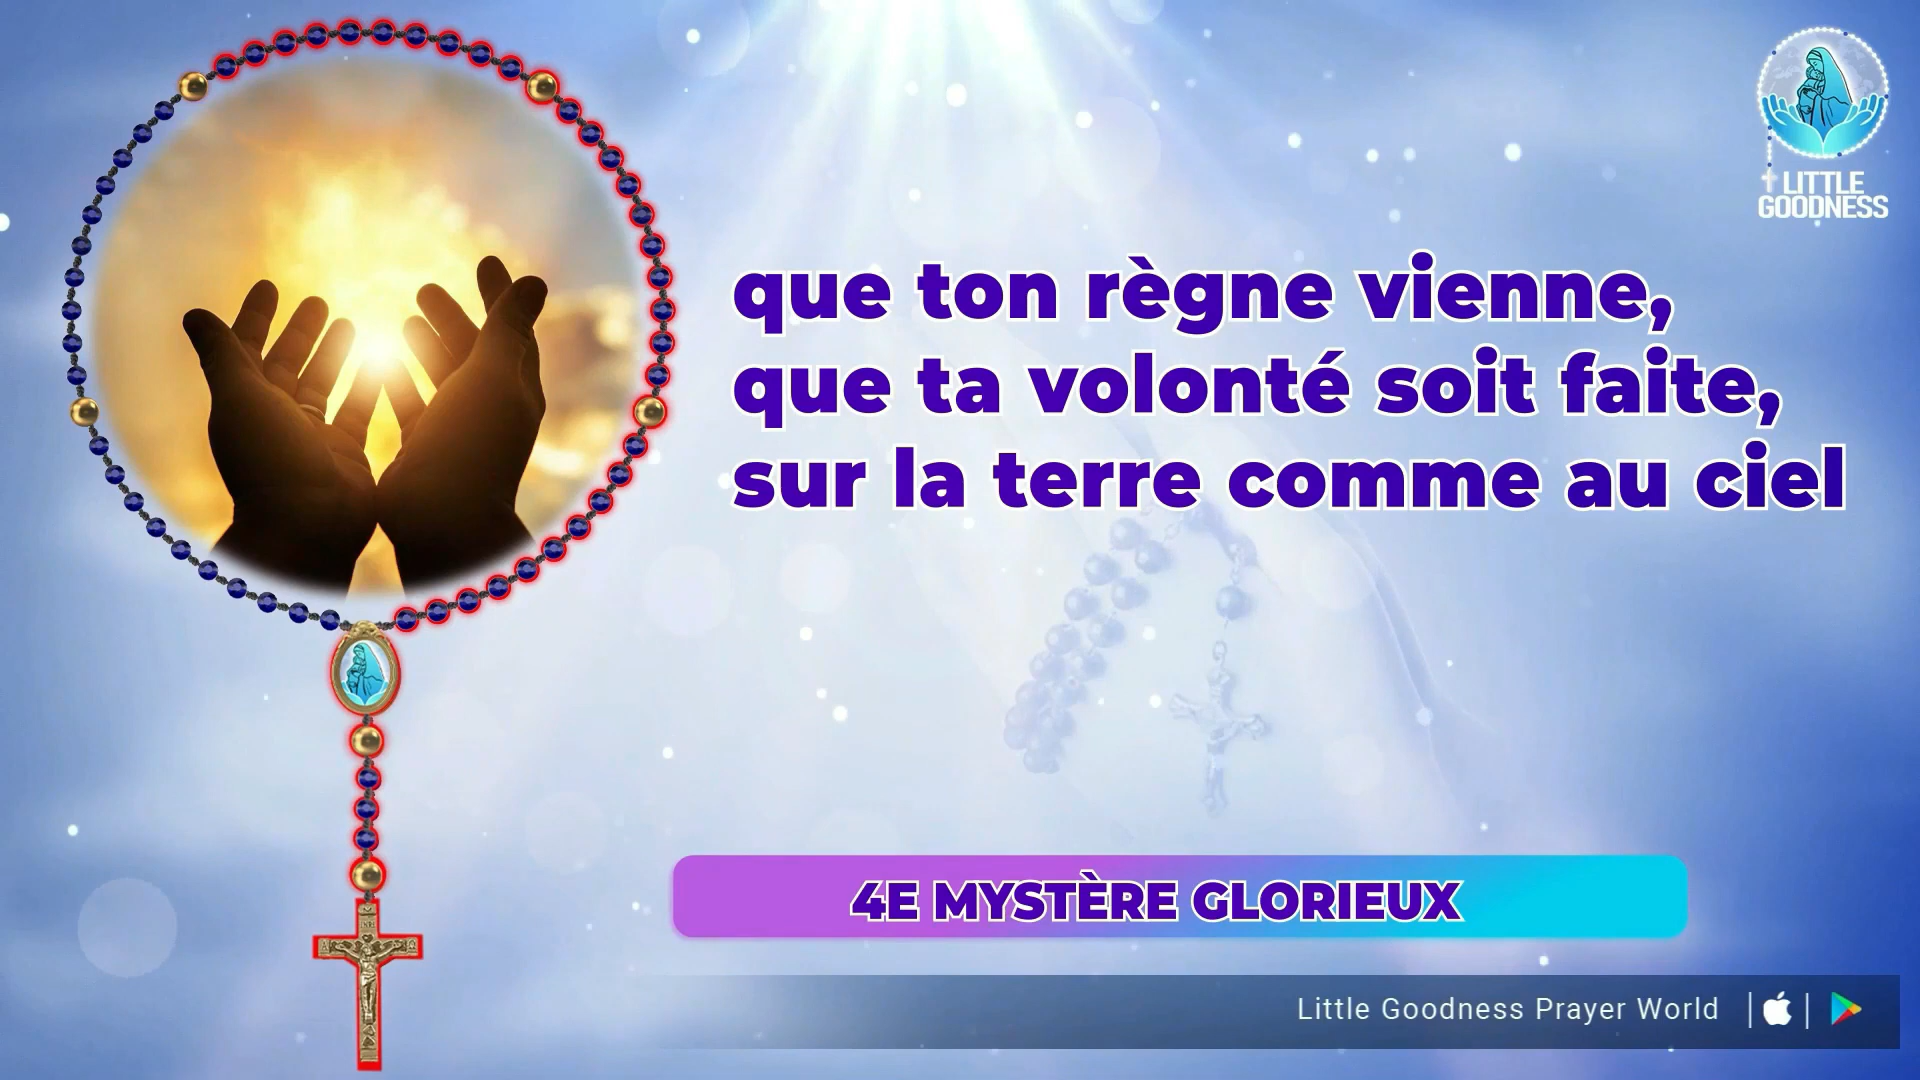 LITTLE
GOODNESS
que ton règne vienne,
que ta volonté soit faite,
sur la terre comme au ciel
4E MYSTÈRE GLORIEUX
Little Goodness Prayer World